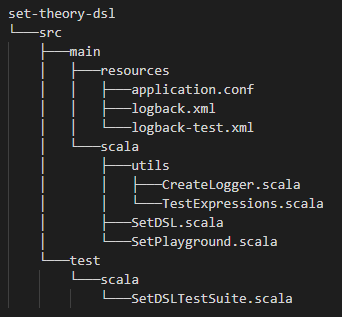 set-theory-dsl
└───src
    ├───main
    │   ├───resources
    │   │   ├───application.conf
    │   │   ├───logback.xml
    │   │   └───logback-test.xml
    │   └───scala
    │       ├───utils
    │       │   ├───CreateLogger.scala
    │       │   └───TestExpressions.scala
    │       ├───SetDSL.scala
    │       └───SetPlayground.scala
    └───test
        └───scala
            └───SetDSLTestSuite.scala